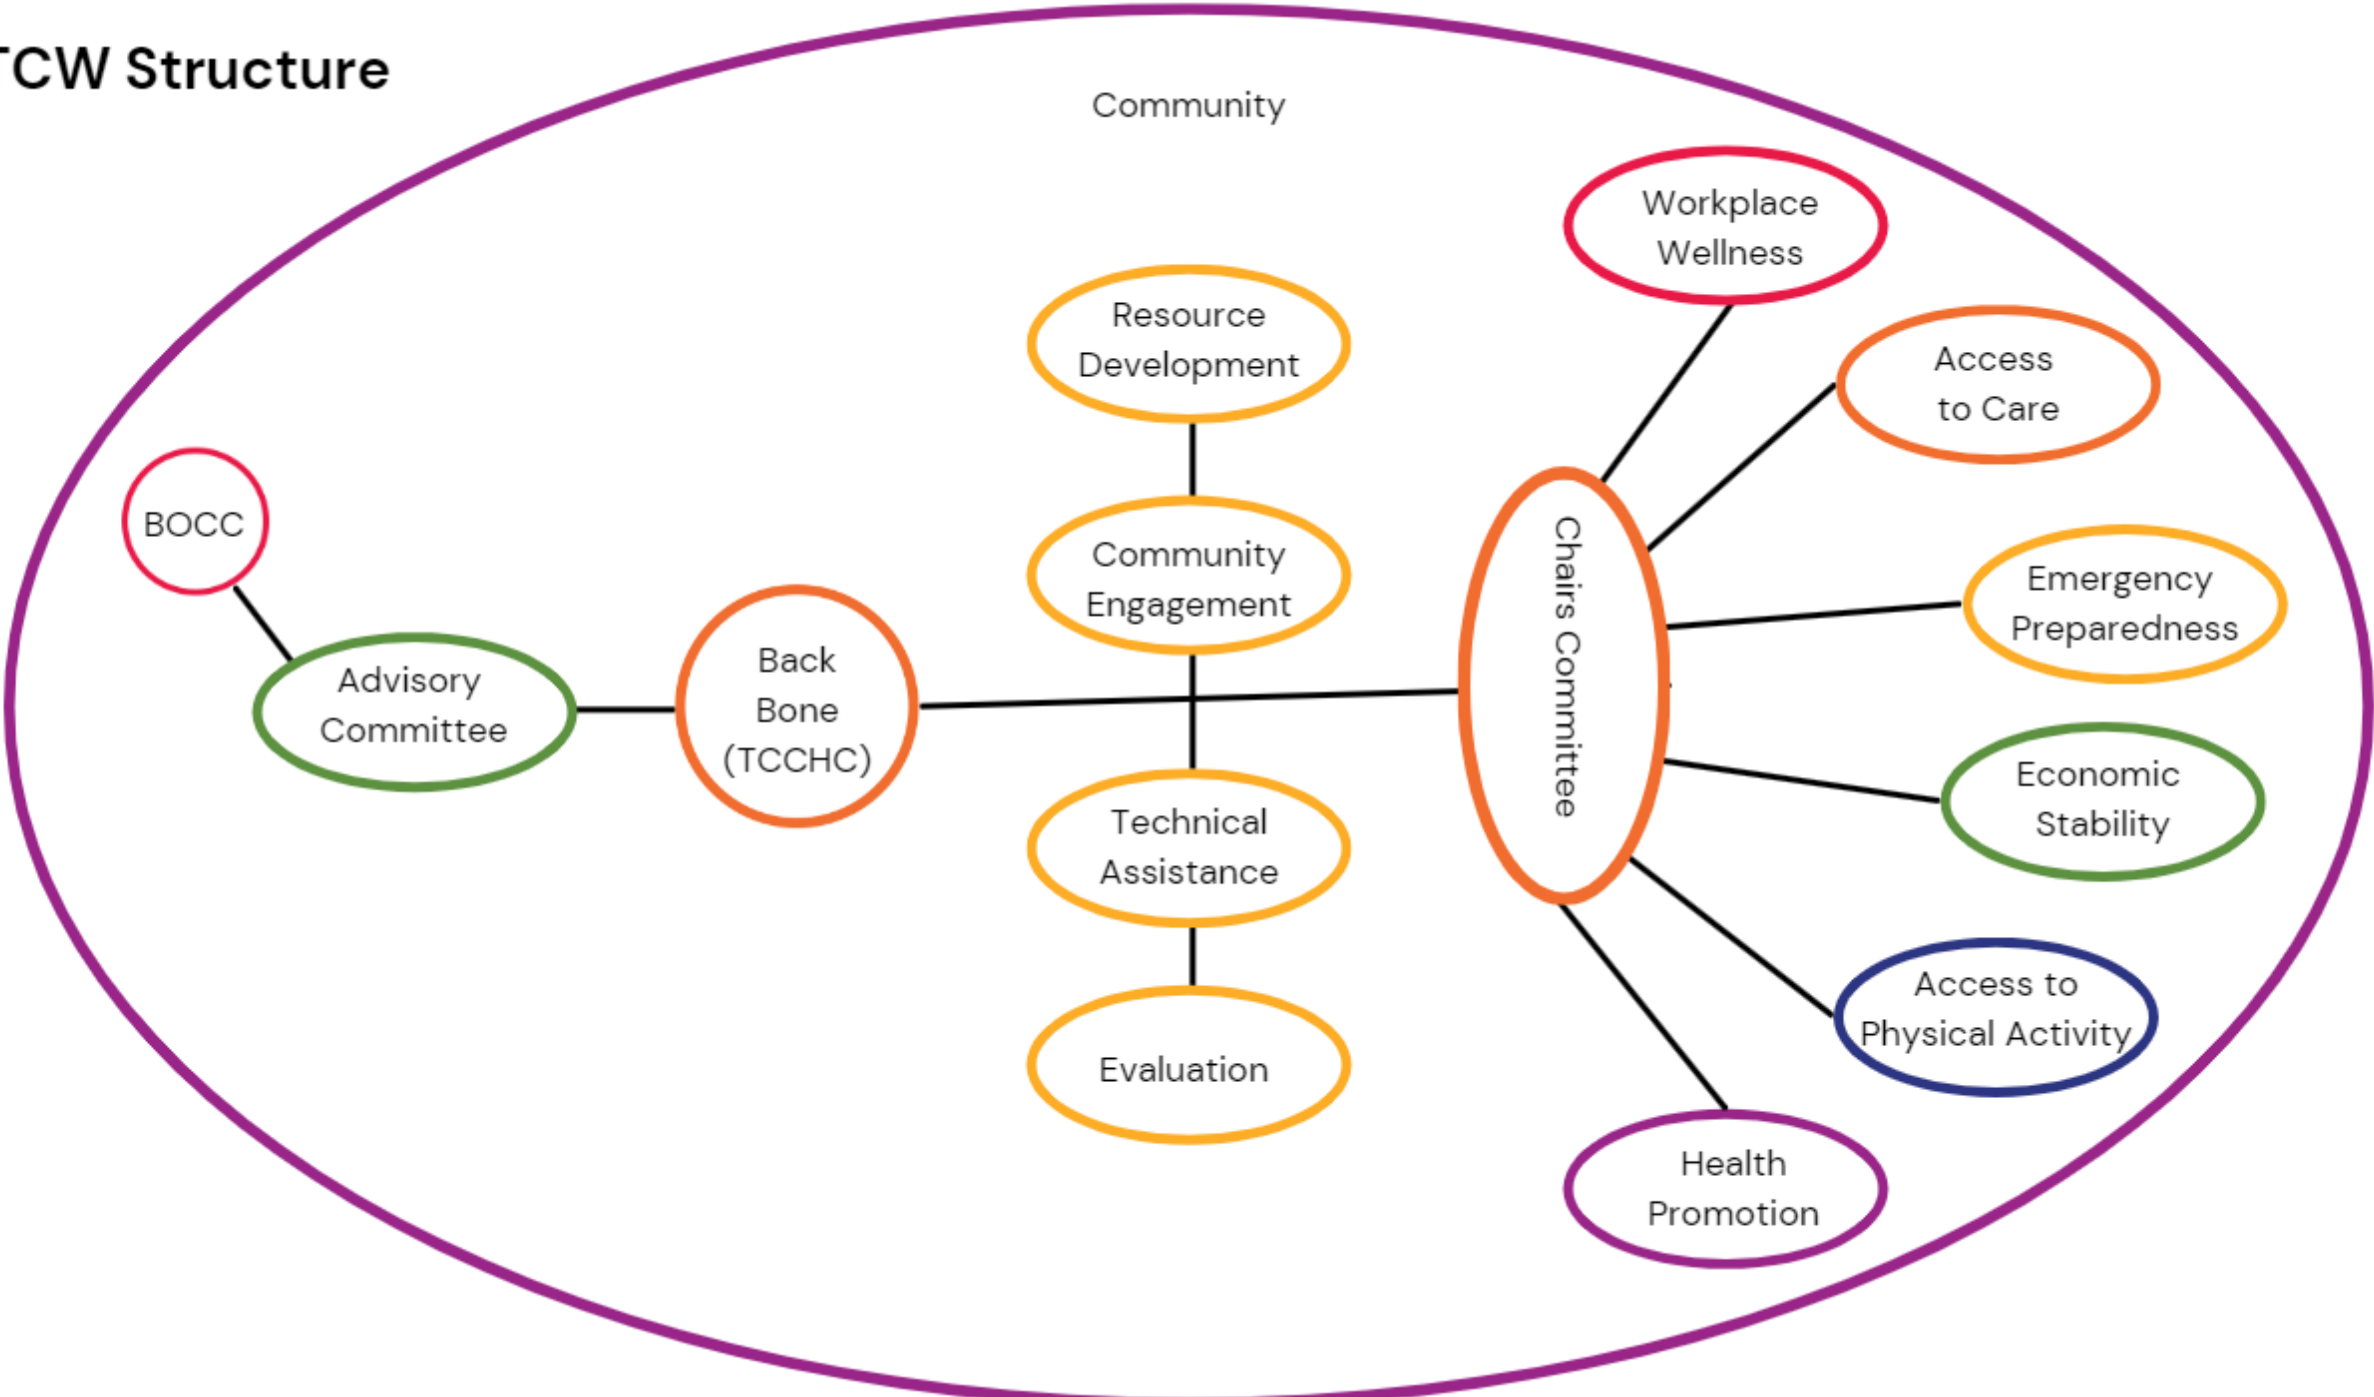 TCW Structure
Community
Workplace
Wellness
Resource
Development
Access
to Care
BOCC
Community
Engagement
Emergency
Preparedness
Chairs Committee
Advisory
Committee
Back
Bone
(TCCHC)
Technical
Assistance
Economic
Stability
Evaluation
Access to
Physical Activity
Health
Promotion